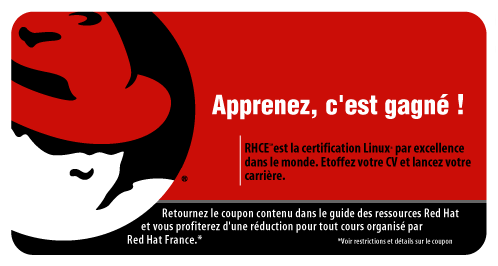 Apprenez, c'est gagné !
RHCE™est la certification Linux® par excellence
dans le monde. Etoffez votre CV et lancez votre
carrière.
®
Retournez le coupon contenu dans le guide des ressources Red Hat
et vous profiterez d'une réduction pour tout cours organisé par
Red Hat France.*
*Voir restrictions et détails sur le coupon